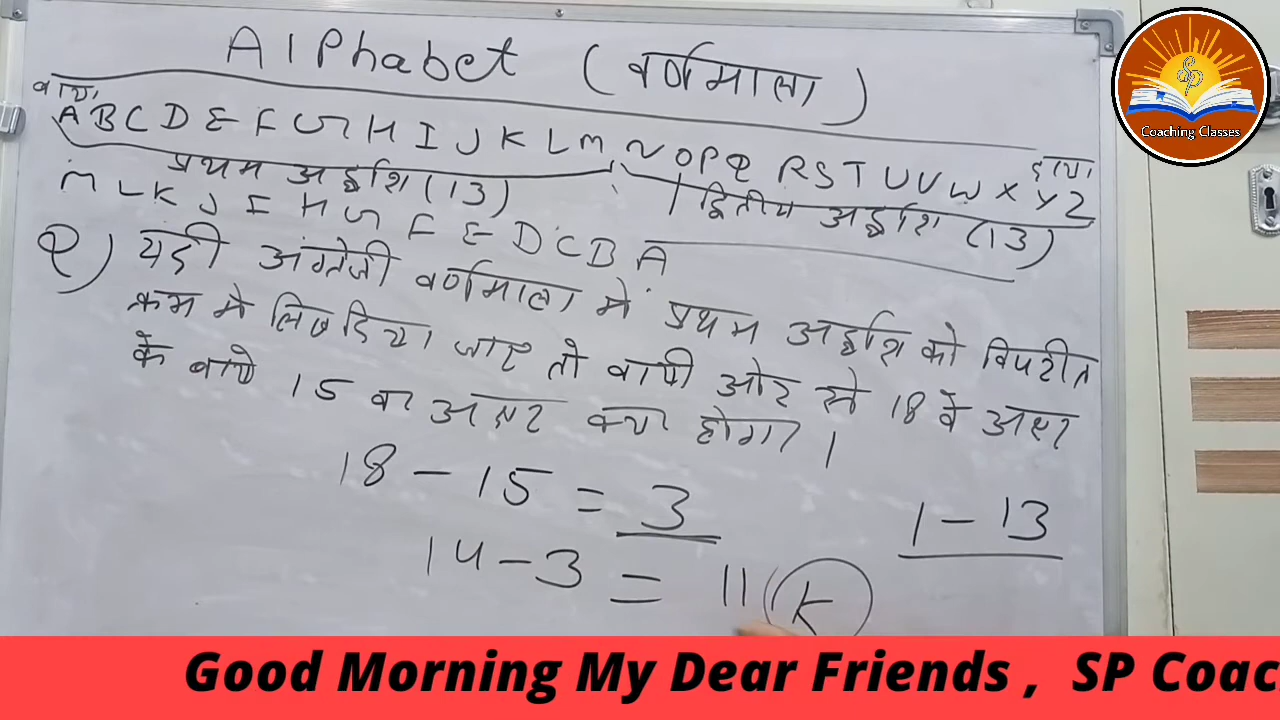 Alphabet (वर्णमाला)
बायां
A B C D E F G H I J K L M N O P Q R S T U V W X Y Z
दायां
प्रथम अर्द्धांश (13)
द्वितीय अर्द्धांश (13)
M L K J I H G F E D C B A
Q) यदी अंग्रेजी वर्णमाला मे प्रथम अर्द्धांश को विपरीत
क्रम मे लिख दिया जाए तो बायी ओर से 18 वे अक्षर
के बाये 15 वा अक्षर क्या होगा।
18 - 15 = 3
1 - 13
14 - 3 = 11 K
SP
Coaching Classes
Good Morning My Dear Friends , SP Coac